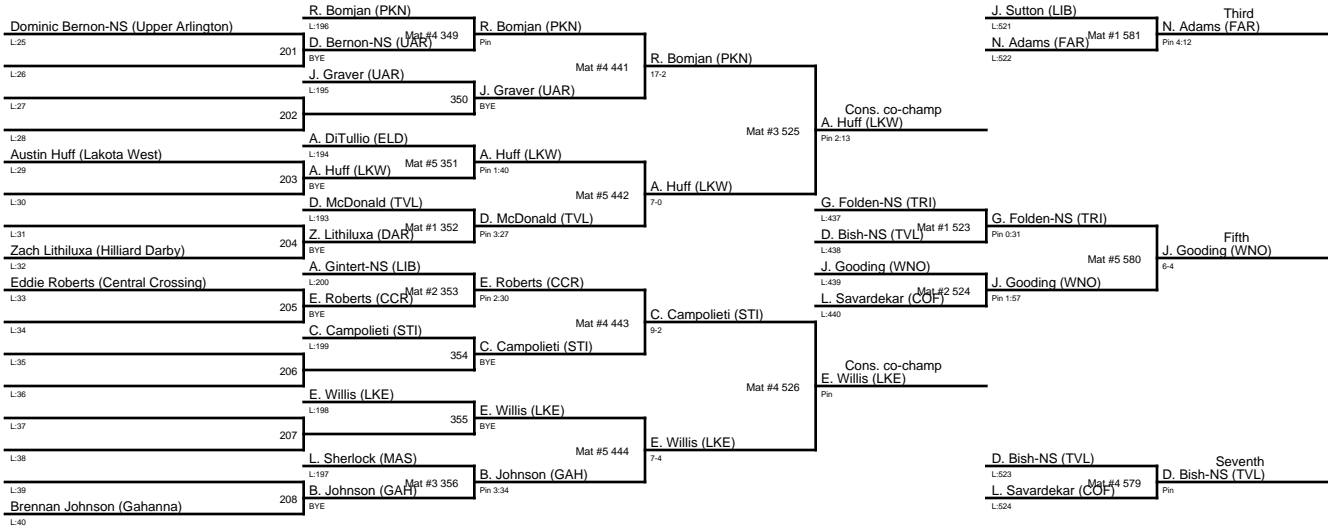 Dominic Bernon-NS (Upper Arlington)
L:25
201
L:26
L:27
202
L:28
Austin Huff (Lakota West)
L:29
203
L:30
L:31
204
Zach Lithiluxa (Hilliard Darby)
L:32
Eddie Roberts (Central Crossing)
L:33
205
L:34
L:35
206
L:36
L:37
207
L:38
L:39
208
Brennan Johnson (Gahanna)
L:40
R. Bomjan (PKN)
L:196
Mat #4 349
D. Bernon-NS (UAR)
BYE
J. Graver (UAR)
L:195
350
A. DiTullio (ELD)
L:194
Mat #5 351
A. Huff (LKW)
BYE
D. McDonald (TVL)
L:193
Mat #1 352
Z. Lithiluxa (DAR)
BYE
A. Gintert-NS (LIB)
L:200
Mat #2 353
E. Roberts (CCR)
BYE
C. Campolieti (STI)
L:199
354
E. Willis (LKE)
L:198
355
L. Sherlock (MAS)
L:197
Mat #3 356
B. Johnson (GAH)
BYE
R. Bomjan (PKN)
Pin
Mat #4 441
J. Graver (UAR)
BYE
A. Huff (LKW)
Pin 1:40
Mat #5 442
D. McDonald (TVL)
Pin 3:27
E. Roberts (CCR)
Pin 2:30
Mat #4 443
C. Campolieti (STI)
BYE
E. Willis (LKE)
BYE
Mat #5 444
B. Johnson (GAH)
Pin 3:34
R. Bomjan (PKN)
17-2
Mat #3 525
A. Huff (LKW)
7-0
C. Campolieti (STI)
9-2
Mat #4 526
E. Willis (LKE)
7-4
Cons. co-champ
A. Huff (LKW)
Pin 2:13
Cons. co-champ
E. Willis (LKE)
Pin
J. Sutton (LIB)
L:521
Mat #1 581
N. Adams (FAR)
L:522
Third
N. Adams (FAR)
Pin 4:12
G. Folden-NS (TRI)
L:437
Mat #1 523
D. Bish-NS (TVL)
L:438
J. Gooding (WNO)
L:439
Mat #2 524
L. Savardekar (COF)
L:440
G. Folden-NS (TRI)
Pin 0:31
Mat #5 580
J. Gooding (WNO)
Pin 1:57
Fifth
J. Gooding (WNO)
6-4
D. Bish-NS (TVL)
L:523
Mat #4 579
L. Savardekar (COF)
L:524
Seventh
D. Bish-NS (TVL)
Pin